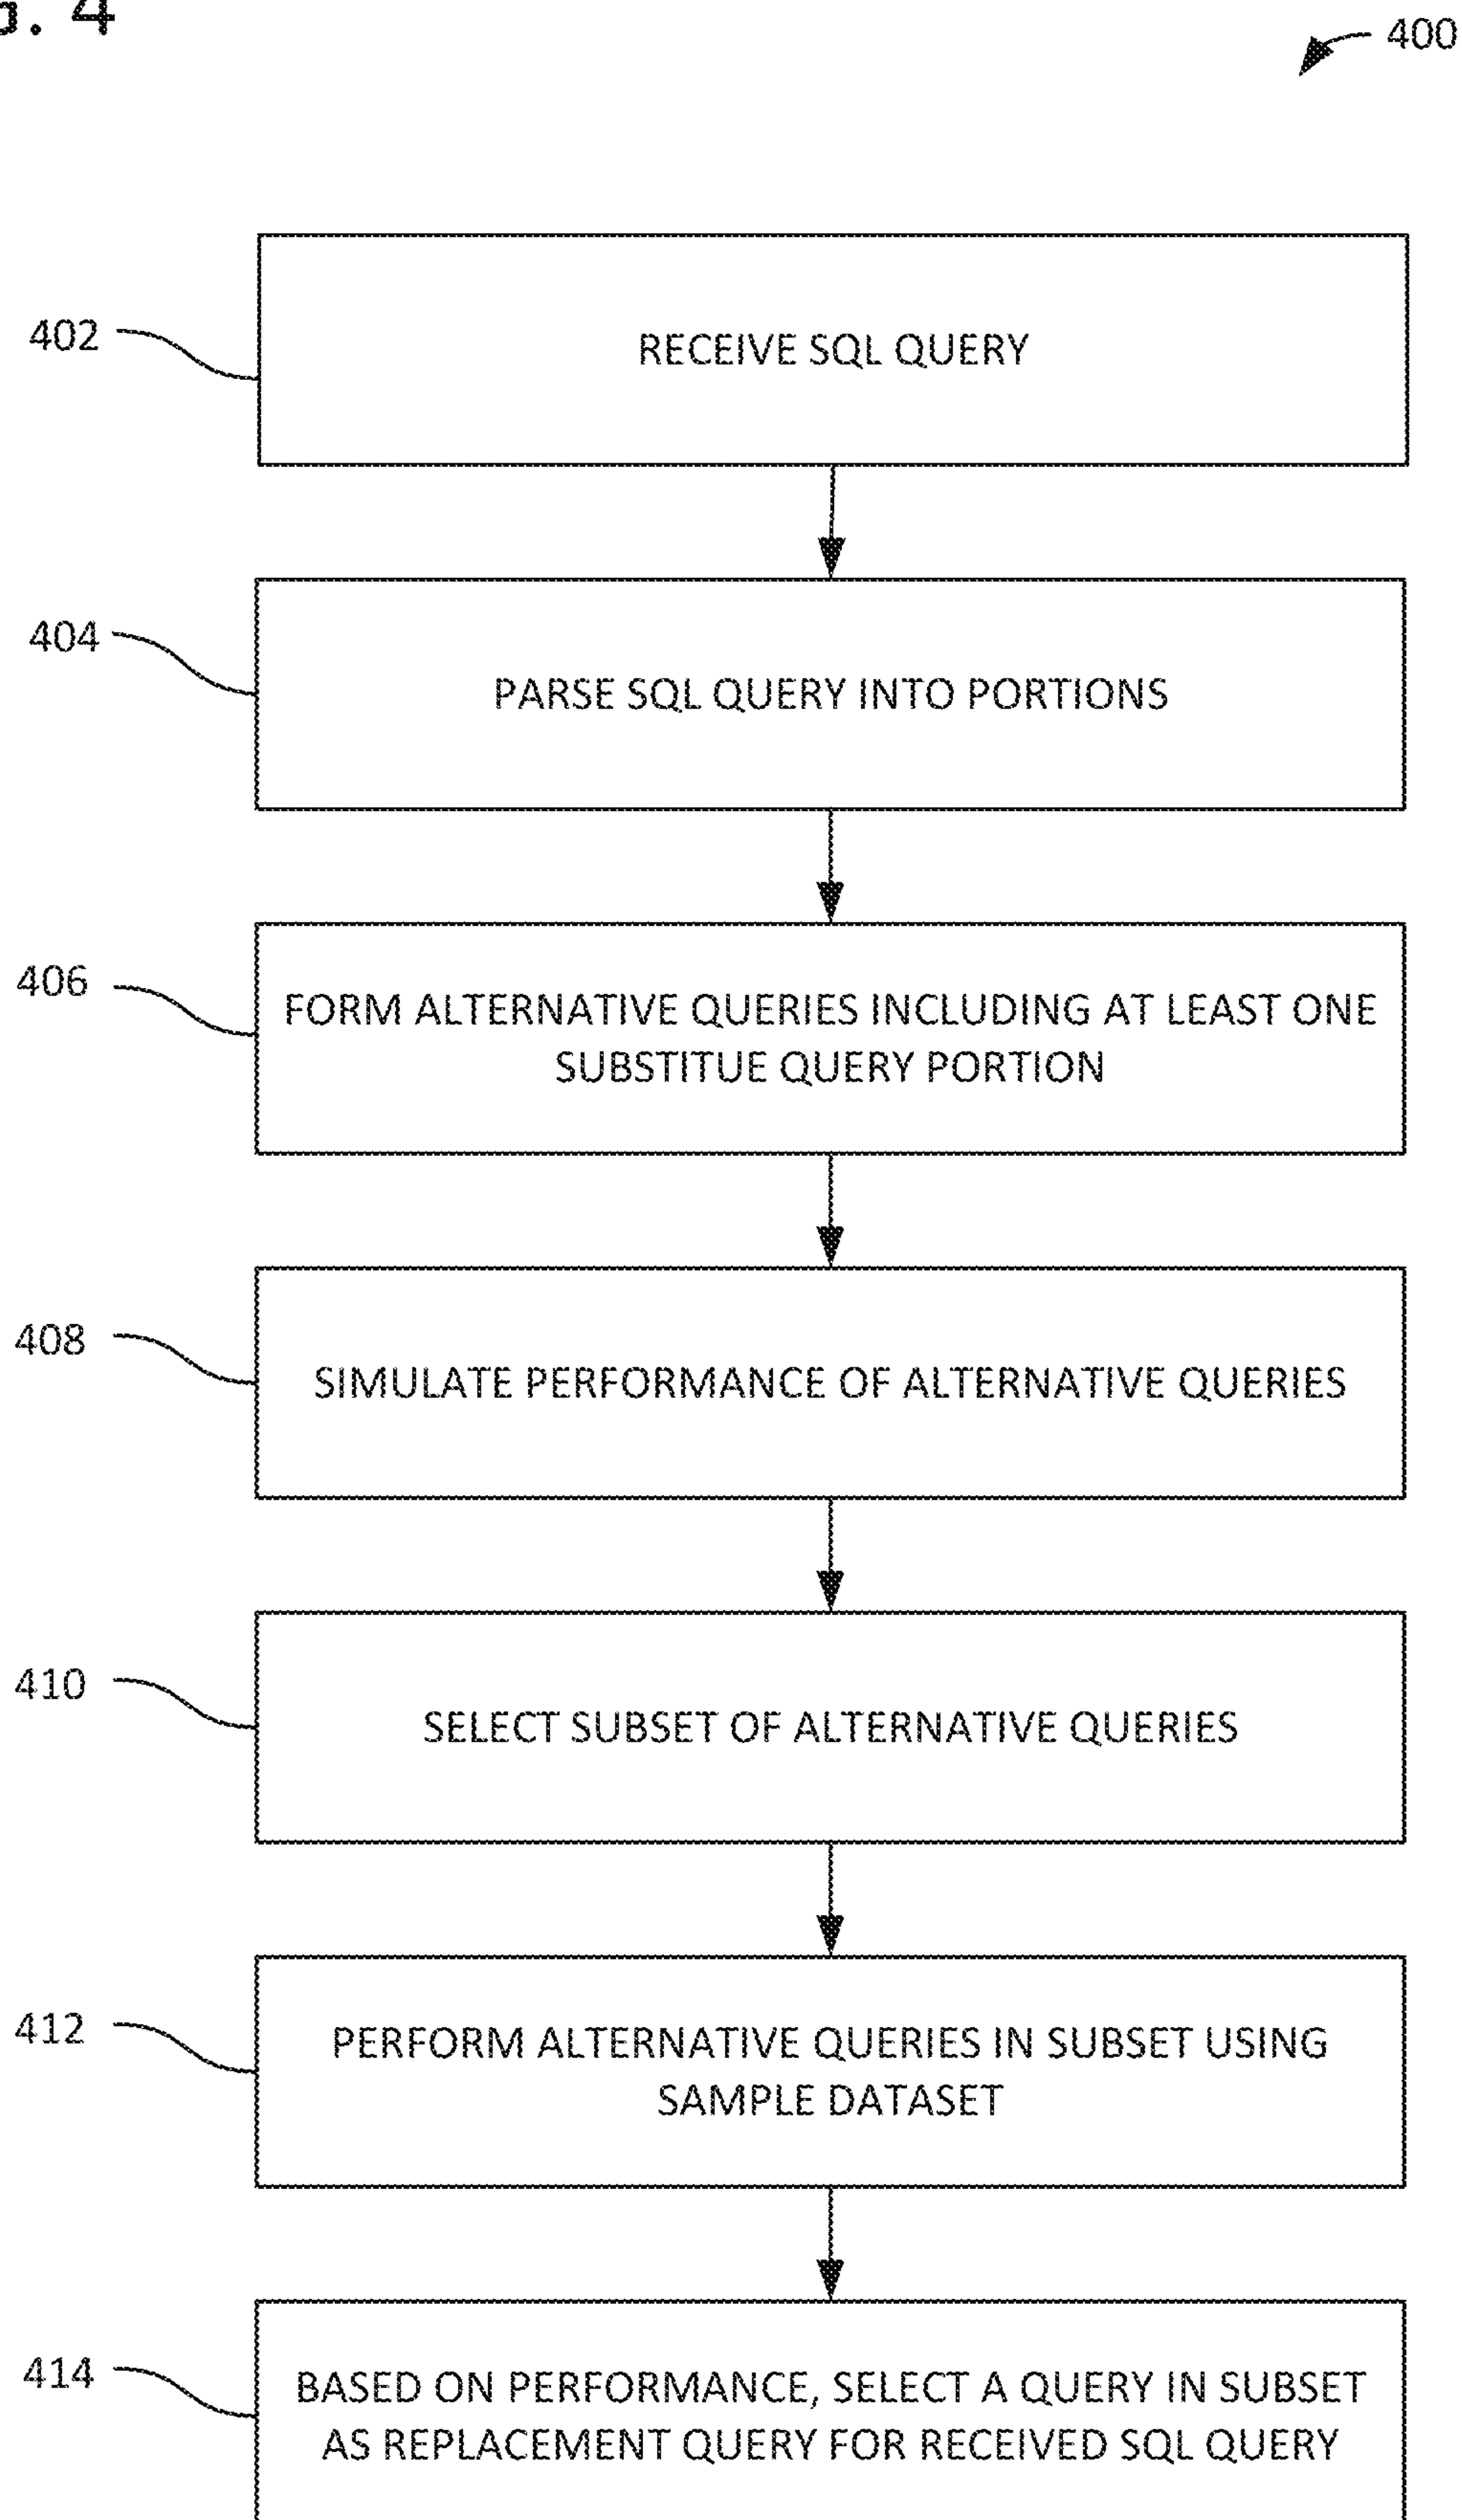 . 4
400
402
RECEIVE SQL QUERY
404
PARSE SQL QUERY INTO PORTIONS
406
FORM ALTERNATIVE QUERIES INCLUDING AT LEAST ONE
SUBSTITUE QUERY PORTION
408
SIMULATE PERFORMANCE OF ALTERNATIVE QUERIES
410
SELECT SUBSET OF ALTERNATIVE QUERIES
412
PERFORM ALTERNATIVE QUERIES IN SUBSET USING
SAMPLE DATASET
414
BASED ON PERFORMANCE, SELECT A QUERY IN SUBSET
AS REPLACEMENT QUERY FOR RECEIVED SQL QUERY